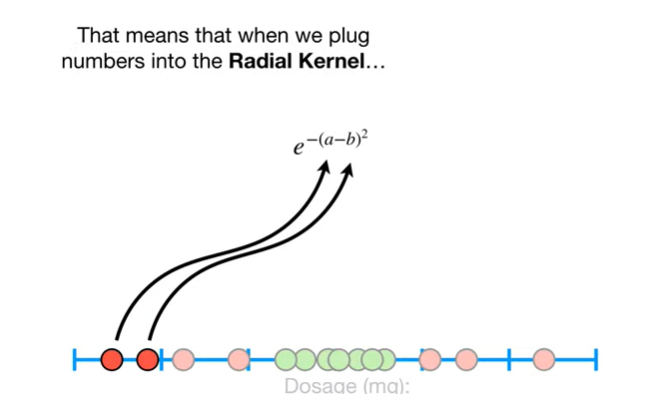 That means that when we plug
numbers into the Radial Kernel…
e^{-(a-b)^2}
Dosage (mg):